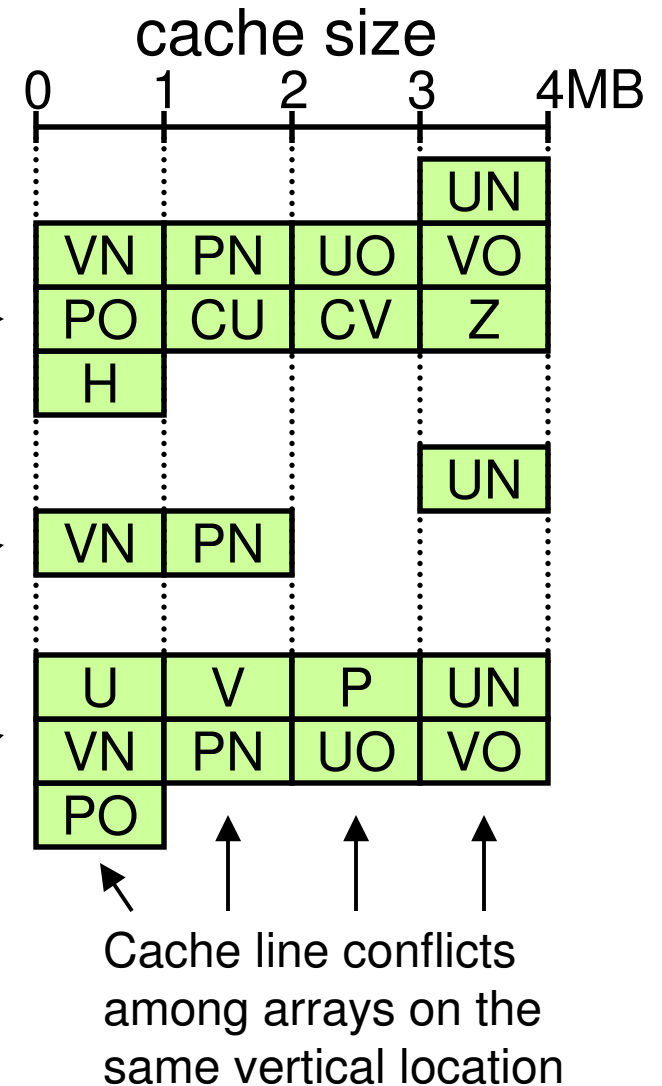 cache size
0 1 2 3 4MB
UN
VN PN UO VO
PO CU CV Z
H
UN
VN PN
U V P UN
VN PN UO VO
PO
Cache line conflicts
among arrays on the
same vertical location